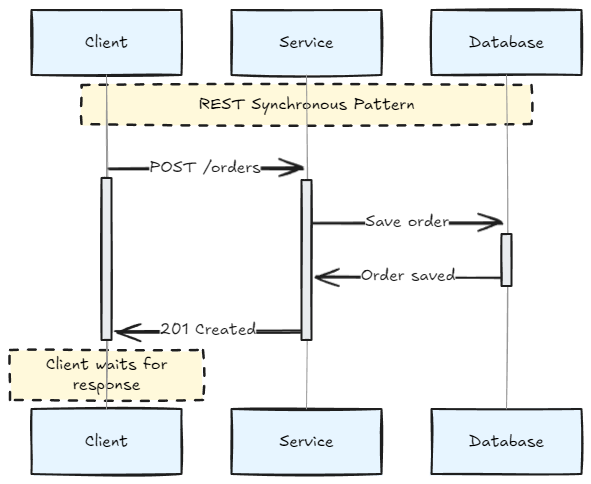 Client
Service
Database
REST Synchronous Pattern
POST /orders
Save order
Order saved
201 Created
Client waits for
response
Client
Service
Database